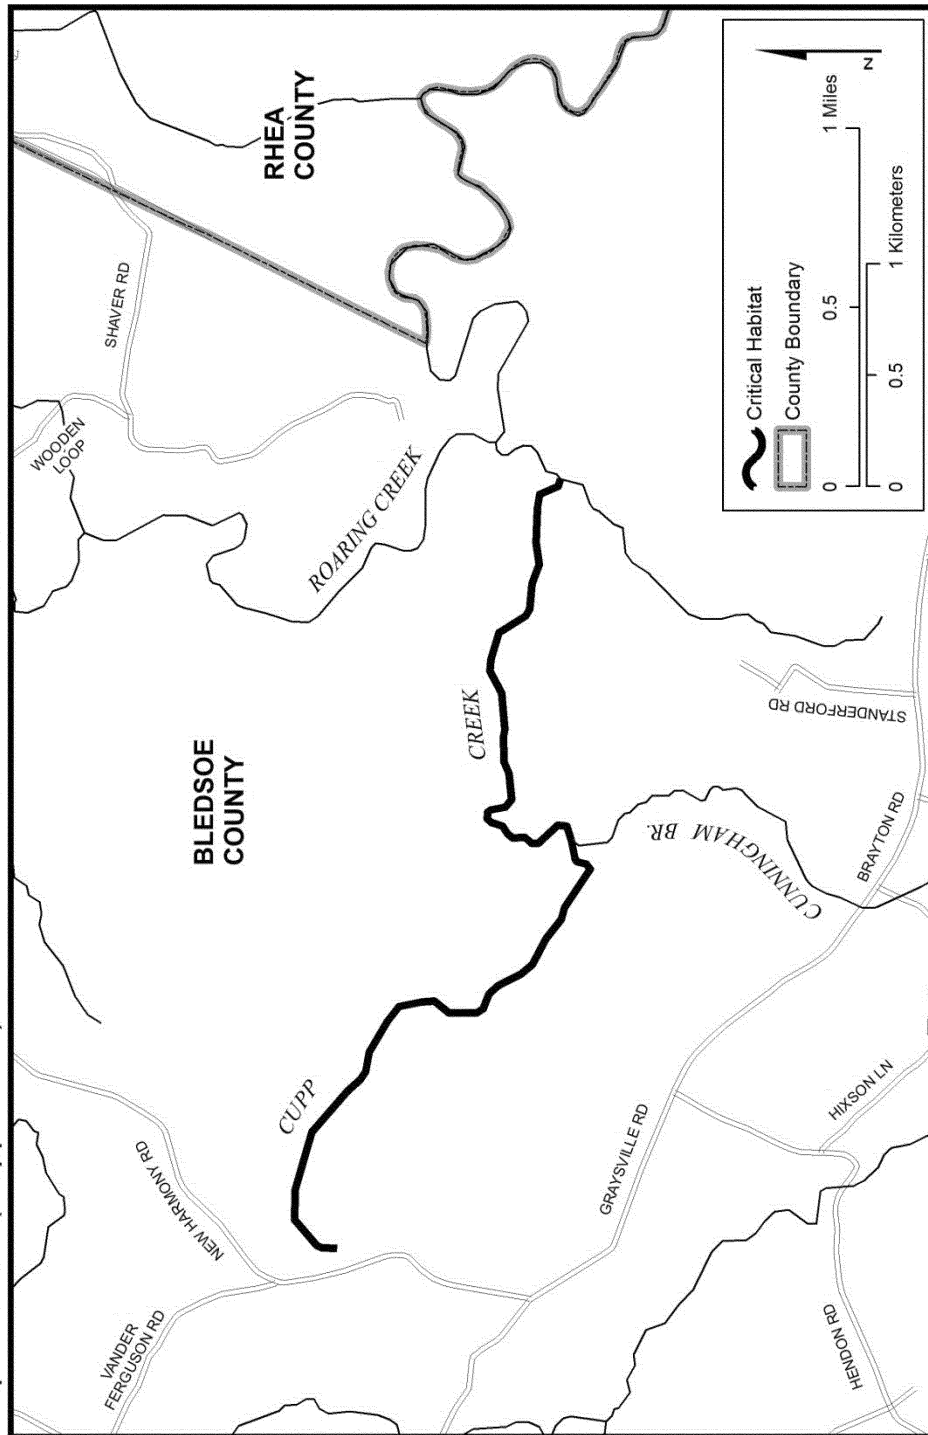 RHEA
COUNTY
SHAVER RD
WOODEN
LOOP
ROARING CREEK
BLEDSOE
COUNTY
CREEK
CUPP
CUNNINGHAM BR.
STANDERFORD RD
BRAYTON RD
NEW HARMONY RD
VANDER
FERGUSON RD
GRAYSVILLE RD
HIXSON LN
HENDON RD
Critical Habitat
County Boundary
0 0.5 1 Miles
0 0.5 1 Kilometers
N